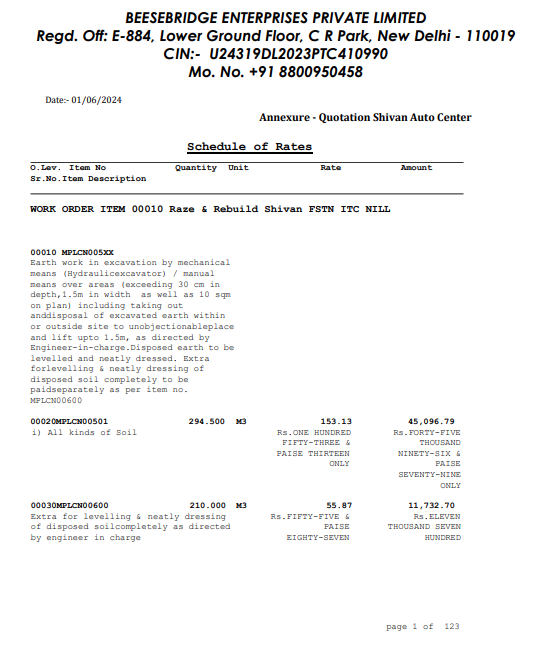 BEESEBRIDGE ENTERPRISES PRIVATE LIMITED
Regd. Off: E-884, Lower Ground Floor, C R Park, New Delhi - 110019
CIN:- U24319DL2023PTC410990
Mo. No. +91 8800950458
Date:- 01/06/2024
Annexure - Quotation Shivan Auto Center
Schedule of Rates
O.Lev. Item No Quantity Unit Rate Amount
Sr.No.Item Description
WORK ORDER ITEM 00010 Raze & Rebuild Shivan FSTN ITC NILL
00010 MPLCN005XX
Earth work in excavation by mechanical
means (Hydraulicexcavator) / manual
means over areas (exceeding 30 cm in
depth,1.5m in width as well as 10 sqm
on plan) including taking out
anddisposal of excavated earth within
or outside site to unobjectionableplace
and lift upto 1.5m, as directed by
Engineer-in-charge.Disposed earth to be
levelled and neatly dressed. Extra
forlevelling & neatly dressing of
disposed soil completely to be
paidseparately as per item no.
MPLCN00600
00020MPLCN00501 294.500 M3 153.13 45,096.79
i) All kinds of Soil Rs.ONE HUNDRED Rs.FORTY-FIVE
FIFTY-THREE & THOUSAND
PAISE THIRTEEN NINETY-SIX &
ONLY PAISE
SEVENTY-NINE
ONLY
00030MPLCN00600 210.000 M3 55.87 11,732.70
Extra for levelling & neatly dressing Rs.FIFTY-FIVE & Rs.ELEVEN
of disposed soilcompletely as directed PAISE THOUSAND SEVEN
by engineer in charge EIGHTY-SEVEN HUNDRED
page 1 of 123